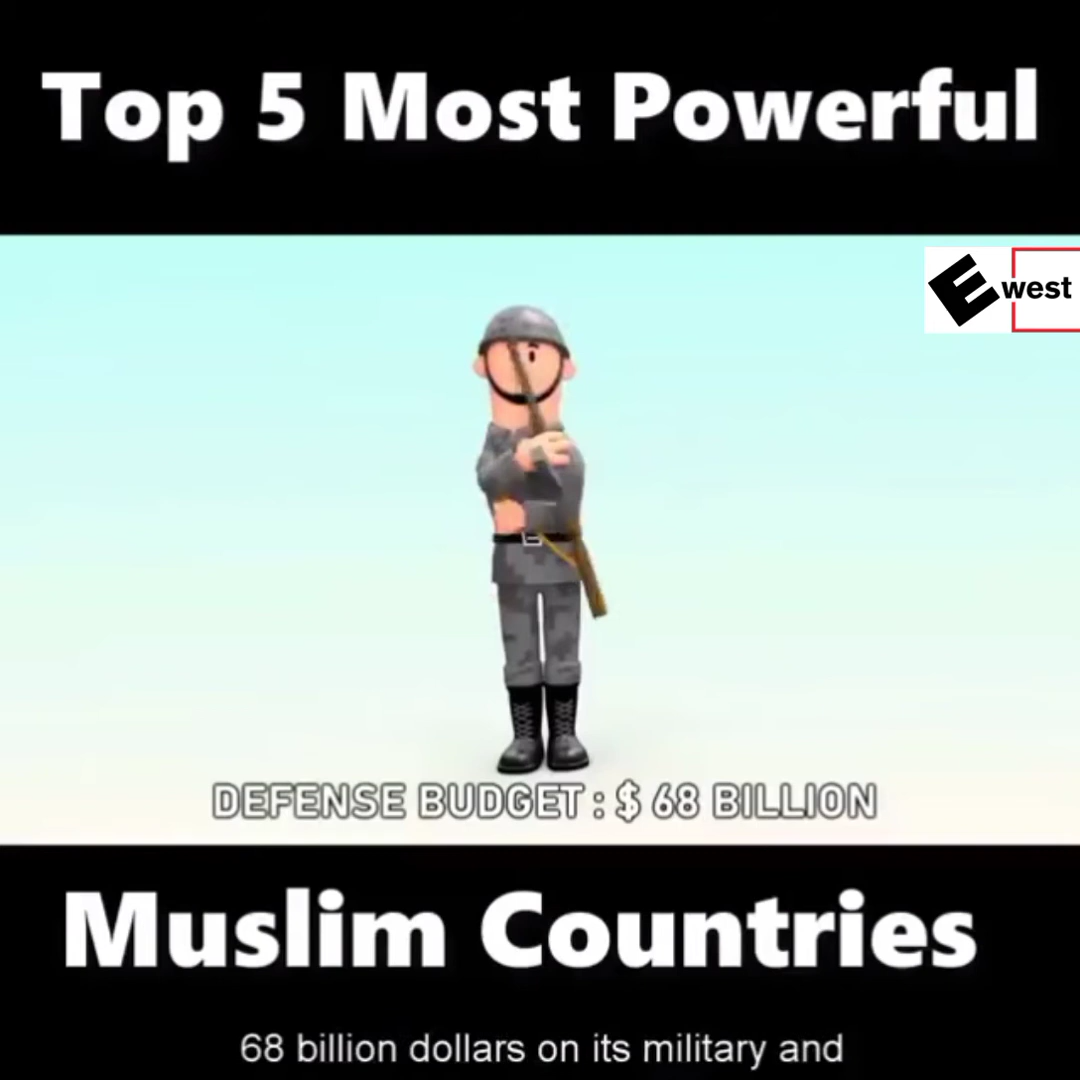 Top 5 Most Powerful
E west
DEFENSE BUDGET : $ 68 BILLION
Muslim Countries
68 billion dollars on its military and